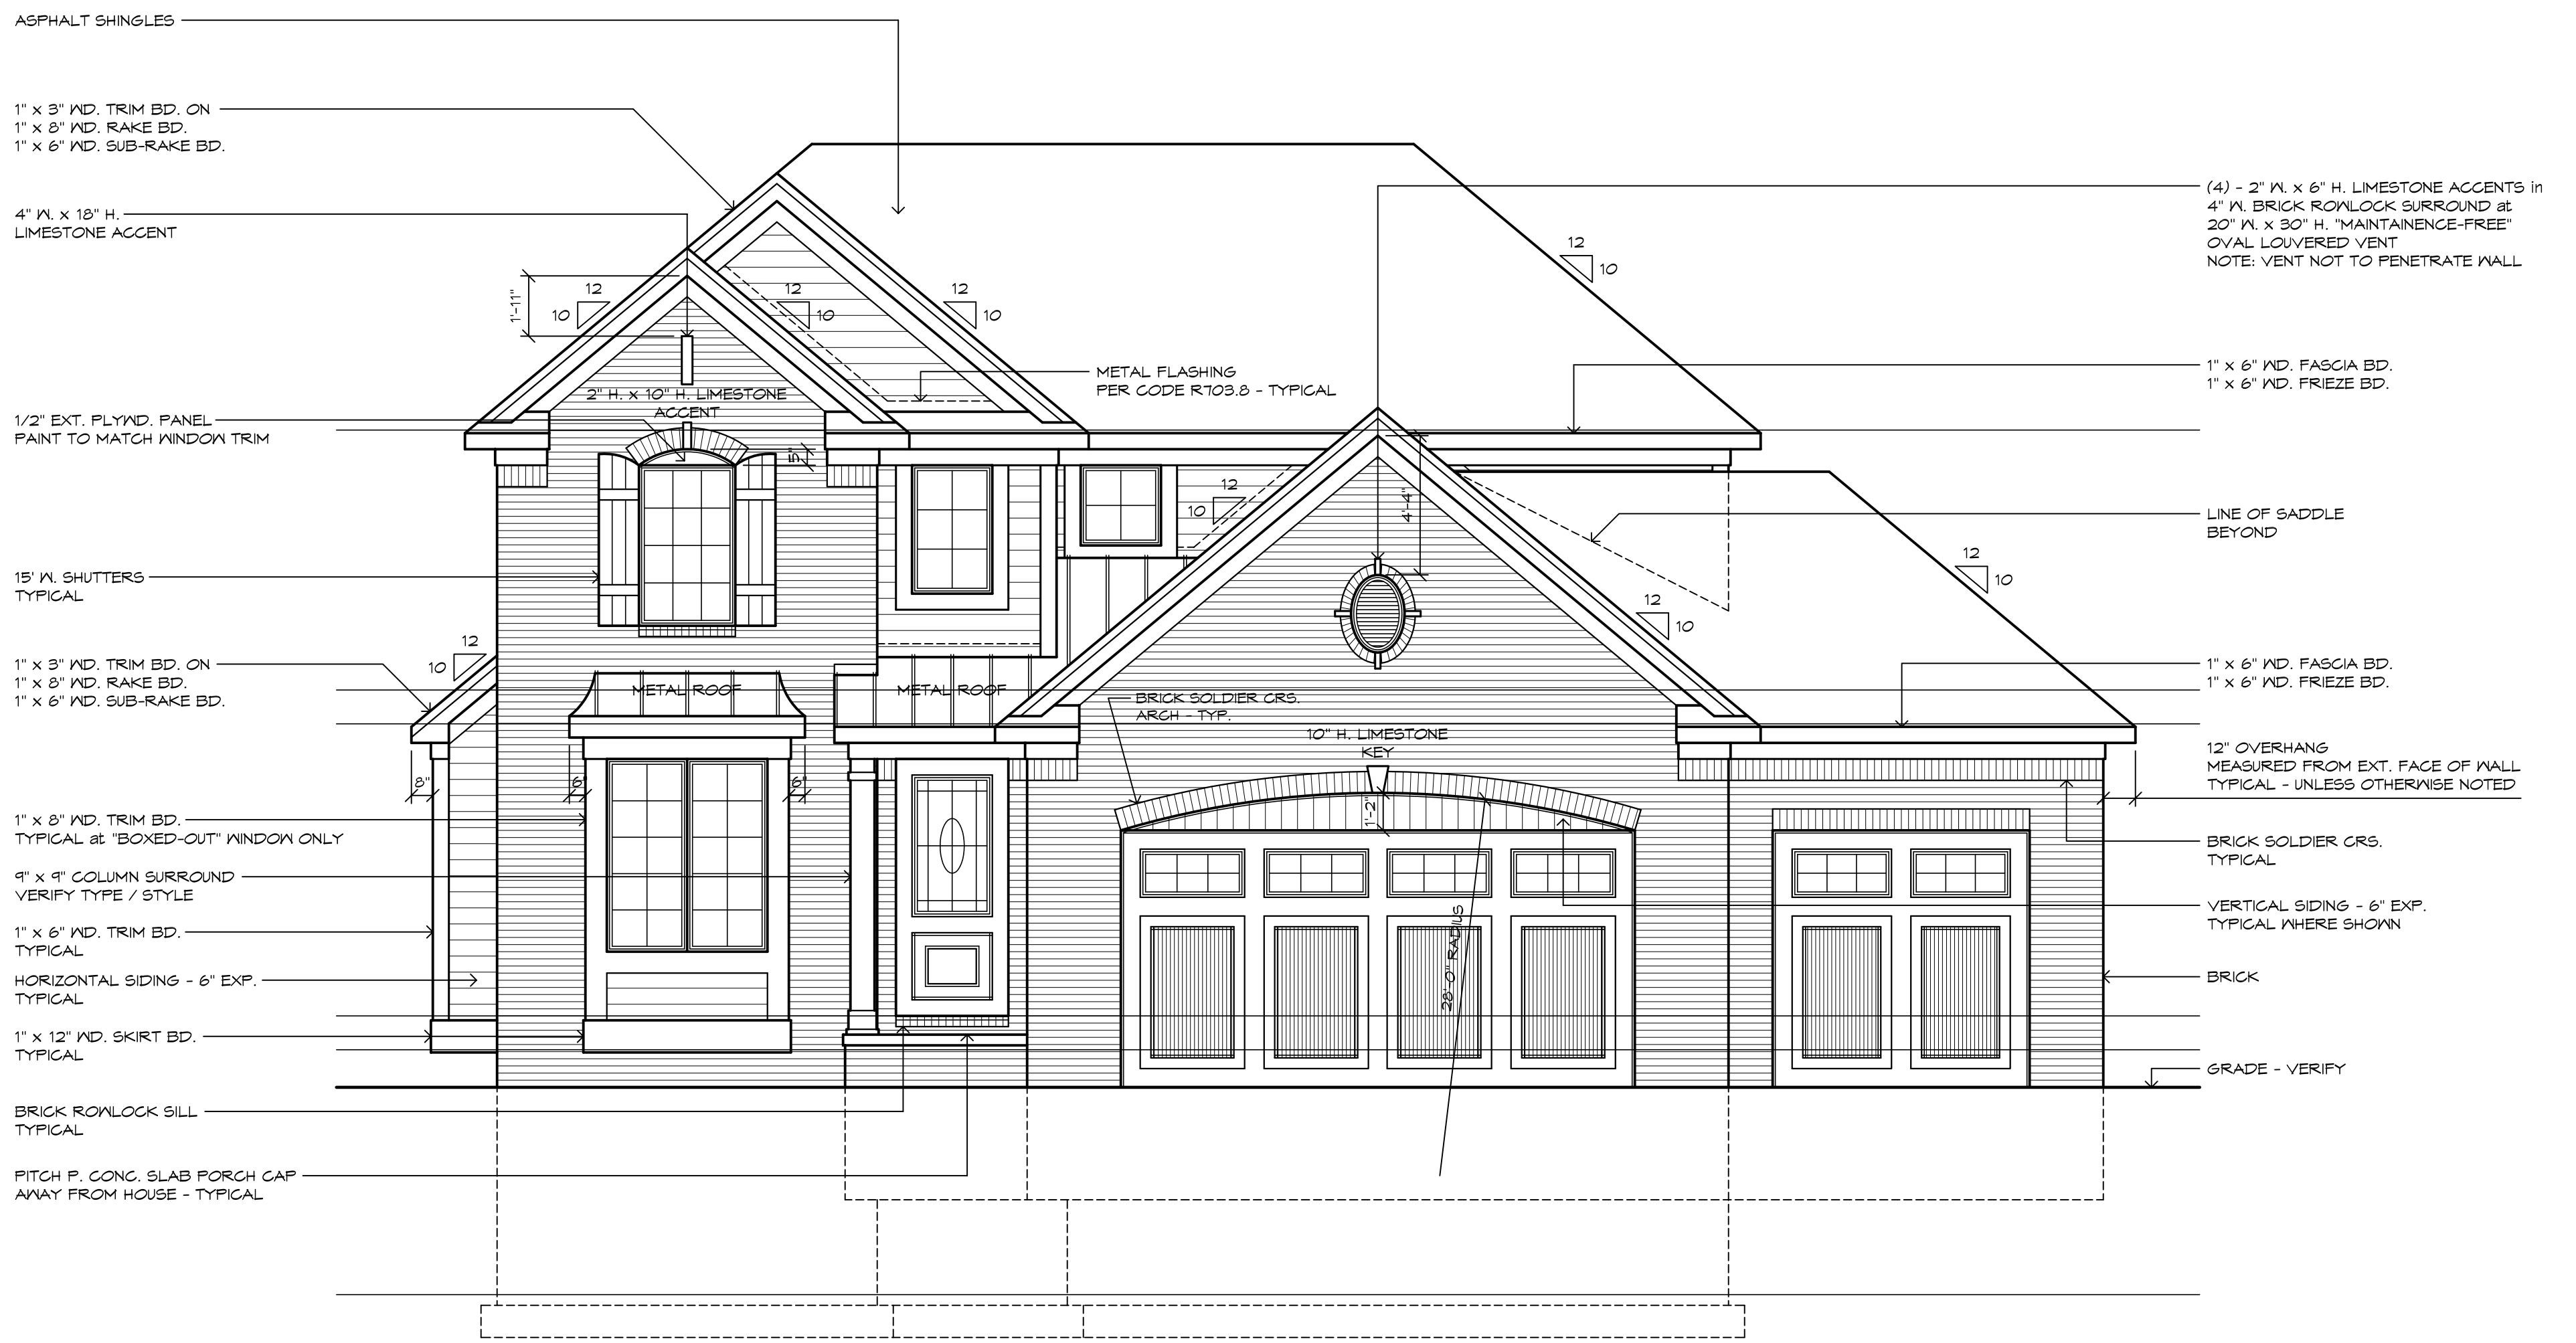 ASPHALT SHINGLES
1" x 3" WD. TRIM BD. ON
1" x 8" WD. RAKE BD.
1" x 6" WD. SUB-RAKE BD.
4" W. x 18" H.
LIMESTONE ACCENT
1/2" EXT. PLYWD. PANEL
PAINT TO MATCH WINDOW TRIM
15' W. SHUTTERS
TYPICAL
1" x 3" WD. TRIM BD. ON
1" x 8" WD. RAKE BD.
1" x 6" WD. SUB-RAKE BD.
1" x 8" WD. TRIM BD.
TYPICAL at "BOXED-OUT" WINDOW ONLY
9" x 9" COLUMN SURROUND
VERIFY TYPE / STYLE
1" x 6" WD. TRIM BD.
TYPICAL
HORIZONTAL SIDING - 6" EXP.
TYPICAL
1" x 12" WD. SKIRT BD.
TYPICAL
BRICK ROWLOCK SILL
TYPICAL
PITCH P. CONC. SLAB PORCH CAP
AWAY FROM HOUSE - TYPICAL
1'-11"
12
10
12
10
12
10
2" H. x 10" H. LIMESTONE
ACCENT
METAL FLASHING
PER CODE R703.8 - TYPICAL
5"
12
10
12
10
4'-4"
12
10
12
10
12
10
METAL ROOF
METAL ROOF
BRICK SOLDIER CRS.
ARCH - TYP.
10" H. LIMESTONE
KEY
8"
6"
6"
1'-2"
28'-0" RADIUS
(4) - 2" W. x 6" H. LIMESTONE ACCENTS in
4" W. BRICK ROWLOCK SURROUND at
20" W. x 30" H. "MAINTAINENCE-FREE"
OVAL LOUVERED VENT
NOTE: VENT NOT TO PENETRATE WALL
1" x 6" WD. FASCIA BD.
1" x 6" WD. FRIEZE BD.
LINE OF SADDLE
BEYOND
1" x 6" WD. FASCIA BD.
1" x 6" WD. FRIEZE BD.
12" OVERHANG
MEASURED FROM EXT. FACE OF WALL
TYPICAL - UNLESS OTHERWISE NOTED
BRICK SOLDIER CRS.
TYPICAL
VERTICAL SIDING - 6" EXP.
TYPICAL WHERE SHOWN
BRICK
GRADE - VERIFY